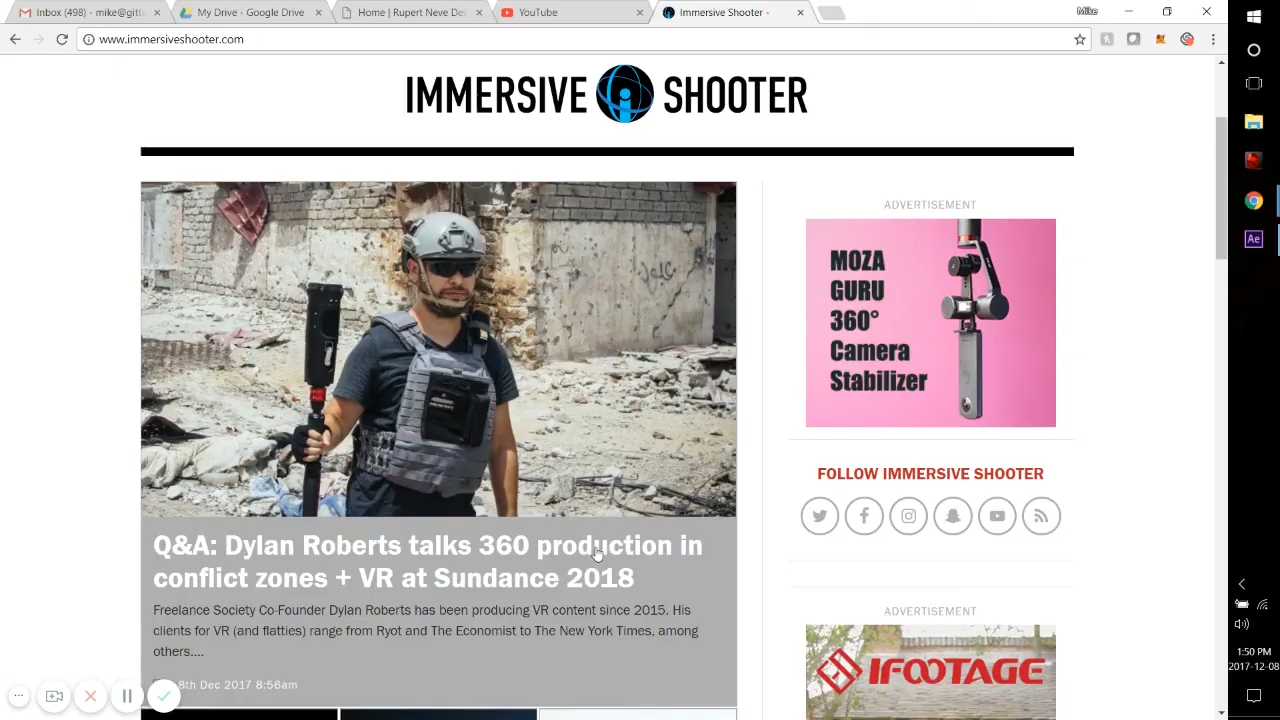 Inbox (498) - mike@gitte
My Drive - Google Drive
Home | Rupert Neve Des
YouTube
Immersive Shooter -
Mike
www.immersiveshooter.com
IMMERSIVE SHOOTER
ADVERTISEMENT
MOZA
GURU
360°
Camera
Stabilizer
FOLLOW IMMERSIVE SHOOTER
Q&A: Dylan Roberts talks 360 production in
conflict zones + VR at Sundance 2018
Freelance Society Co-Founder Dylan Roberts has been producing VR content since 2015. His
clients for VR (and flatties) range from Ryot and The Economist to The New York Times, among
others....
8th Dec 2017 8:56am
ADVERTISEMENT
IFOOTAGE
Ae
1:50 PM
2017-12-08